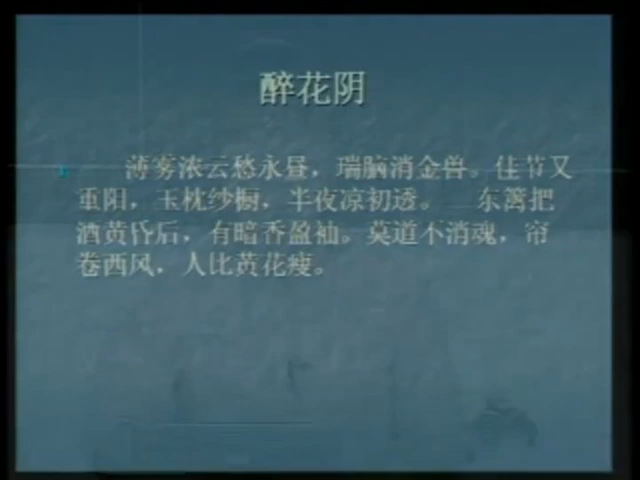 醉花阴
薄雾浓云愁永昼，瑞脑消金兽。佳节又
重阳，玉枕纱橱，半夜凉初透。 东篱把
酒黄昏后，有暗香盈袖。莫道不消魂，帘
卷西风，人比黄花瘦。